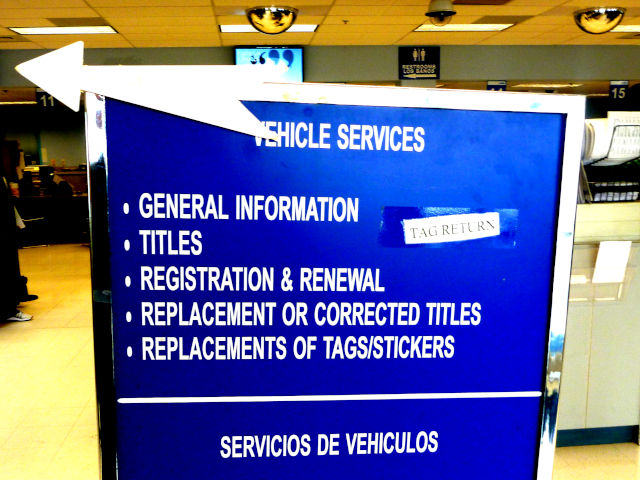 RESTROOMS
LOS BAÑOS
11
15
VEHICLE SERVICES
• GENERAL INFORMATION
• TITLES
• REGISTRATION & RENEWAL
• REPLACEMENT OR CORRECTED TITLES
• REPLACEMENTS OF TAGS/STICKERS
TAG RETURN
SERVICIOS DE VEHICULOS